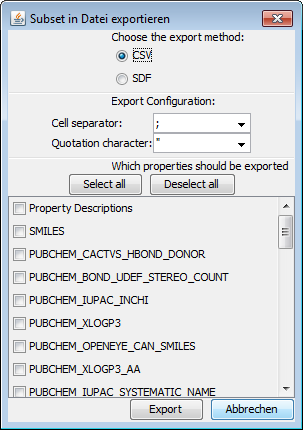 Subset in Datei exportieren
Choose the export method:
CSV
SDF
Export Configuration:
Cell separator: ;
Quotation character: "
Which properties should be exported
Select all Deselect all
Property Descriptions
SMILES
PUBCHEM_CACTVS_HBOND_DONOR
PUBCHEM_BOND_UDEF_STEREO_COUNT
PUBCHEM_IUPAC_INCHI
PUBCHEM_XLOGP3
PUBCHEM_OPENEYE_CAN_SMILES
PUBCHEM_XLOGP3_AA
PUBCHEM_IUPAC_SYSTEMATIC_NAME
Export Abbrechen